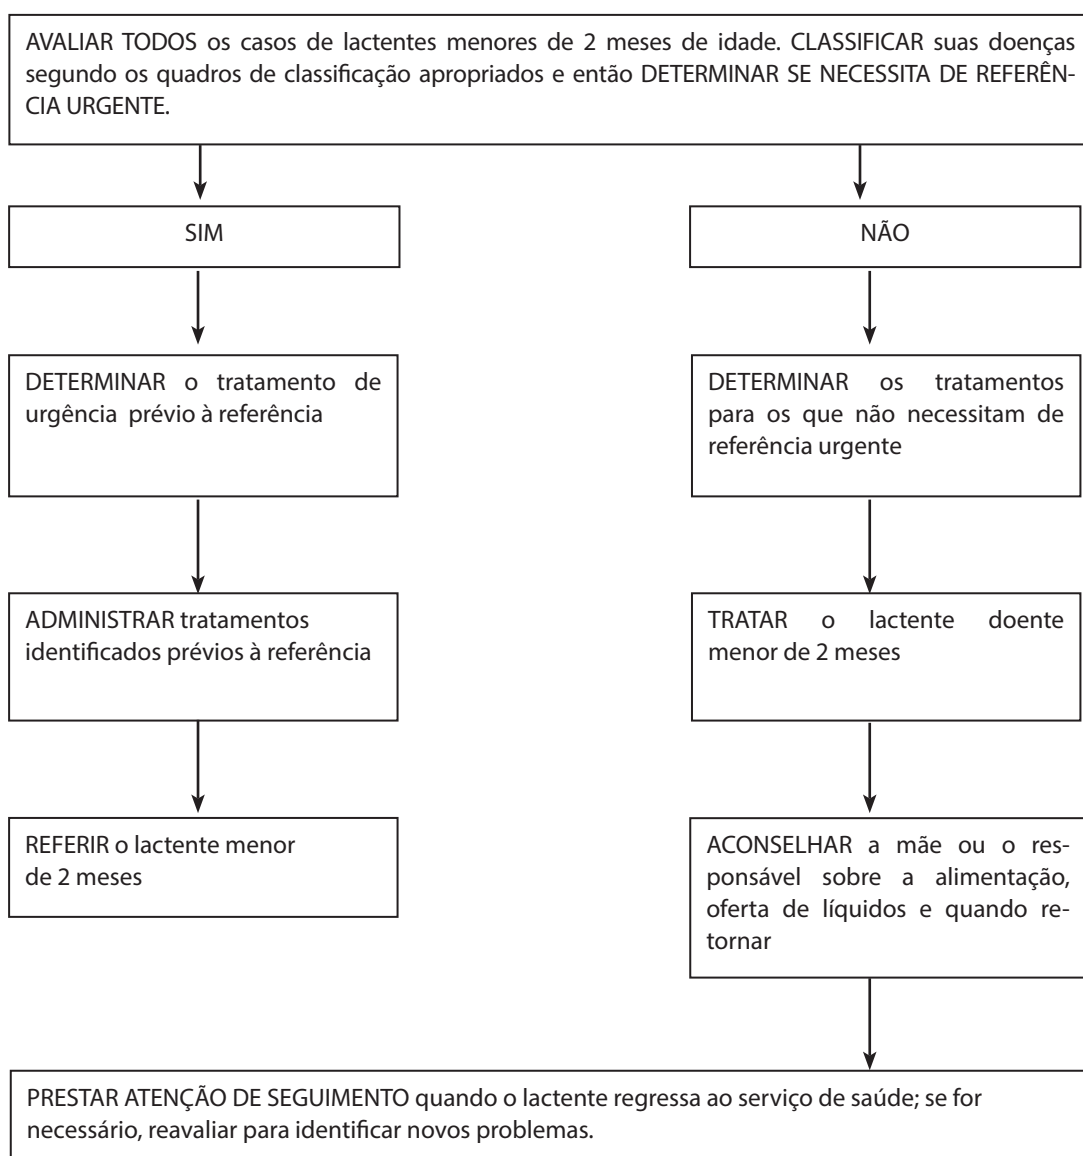 AVALIAR TODOS os casos de lactentes menores de 2 meses de idade. CLASSIFICAR suas doenças
segundo os quadros de classificação apropriados e então DETERMINAR SE NECESSITA DE REFERÊN-
CIA URGENTE.
SIM
NÃO
DETERMINAR o tratamento de
urgência prévio à referência
DETERMINAR os tratamentos
para os que não necessitam de
referência urgente
ADMINISTRAR tratamentos
identificados prévios à referência
TRATAR o lactente doente
menor de 2 meses
REFERIR o lactente menor
de 2 meses
ACONSELHAR a mãe ou o res-
ponsável sobre a alimentação,
oferta de líquidos e quando re-
tornar
PRESTAR ATENÇÃO DE SEGUIMENTO quando o lactente regressa ao serviço de saúde; se for
necessário, reavaliar para identificar novos problemas.